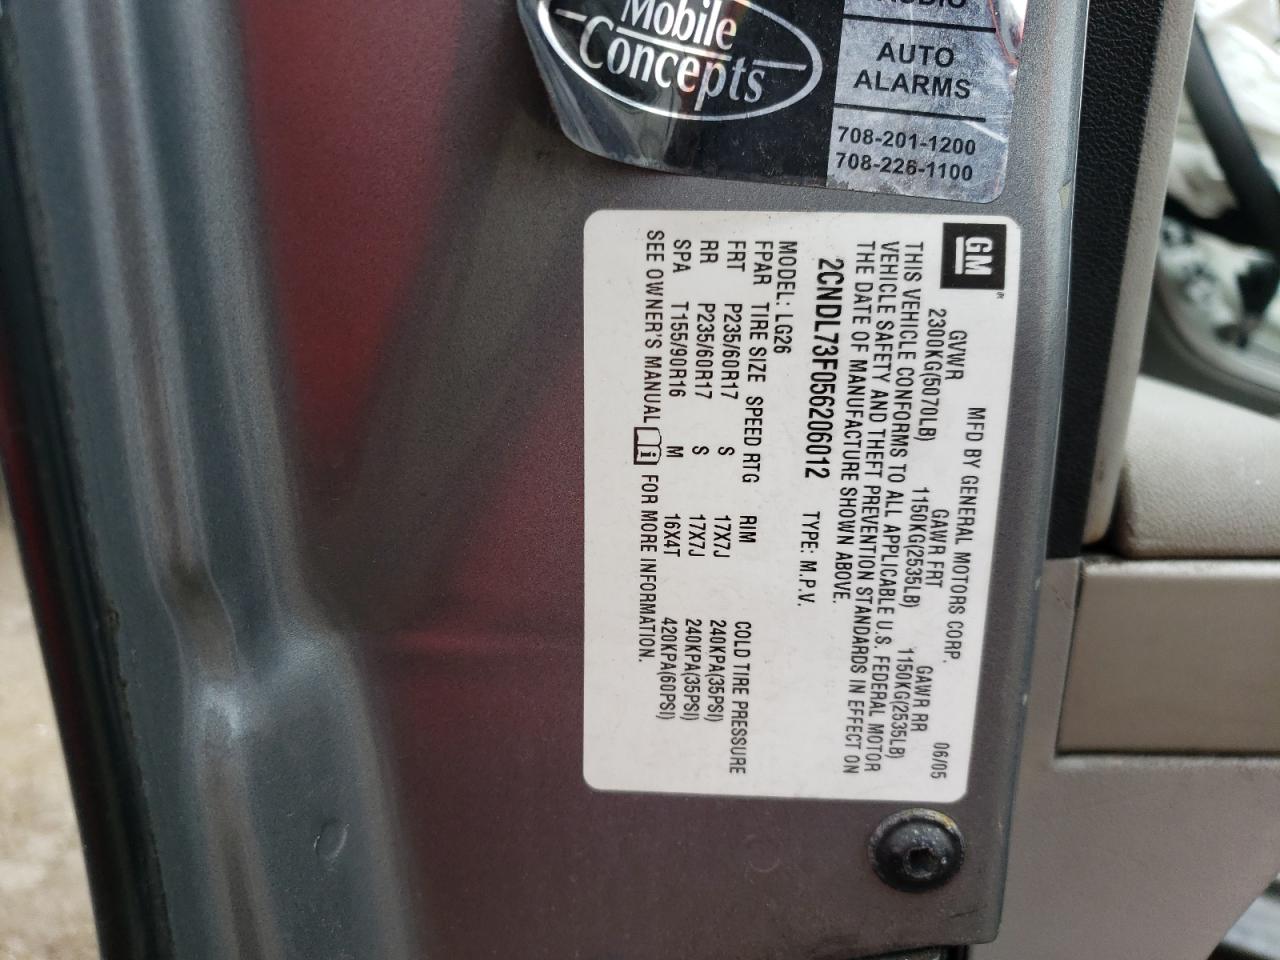 Mobile
Concepts
AUDIO
AUTO
ALARMS
708-201-1200
708-226-1100
GM
MFD BY GENERAL MOTORS CORP. 06/05
GVWR GAWR FRT GAWR RR
2300KG(5070LB) 1150KG(2535LB) 1150KG(2535LB)
THIS VEHICLE CONFORMS TO ALL APPLICABLE U.S. FEDERAL MOTOR
VEHICLE SAFETY AND THEFT PREVENTION STANDARDS IN EFFECT ON
THE DATE OF MANUFACTURE SHOWN ABOVE.
2CNDL73F056206012 TYPE: M.P.V.
MODEL: LG26
FPAR TIRE SIZE SPEED RTG RIM COLD TIRE PRESSURE
FRT P235/60R17 S 17X7J 240KPA(35PSI)
RR P235/60R17 S 17X7J 240KPA(35PSI)
SPA T155/90R16 M 16X4T 420KPA(60PSI)
SEE OWNER'S MANUAL i FOR MORE INFORMATION.